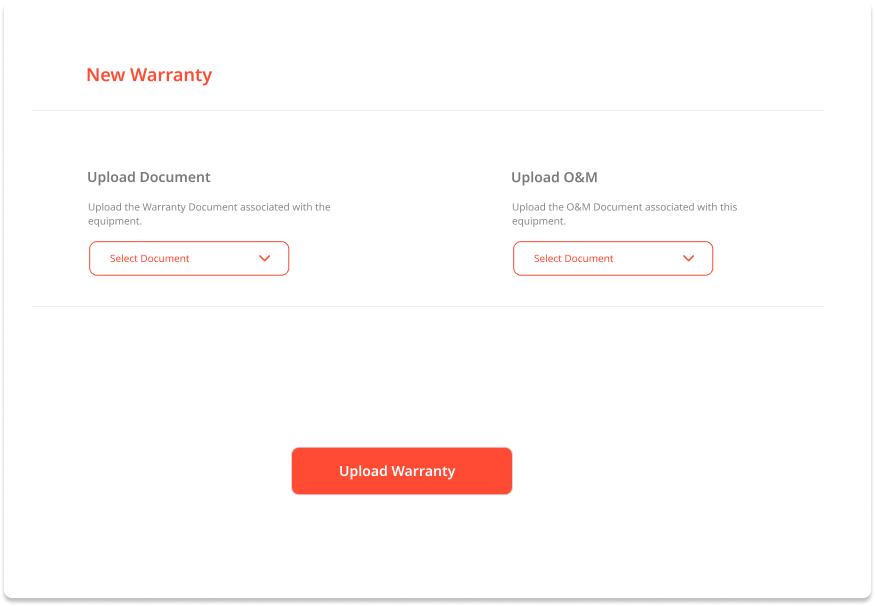 New Warranty
Upload Document
Upload the Warranty Document associated with the
equipment.
Select Document
Upload O&M
Upload the O&M Document associated with this
equipment.
Select Document
Upload Warranty